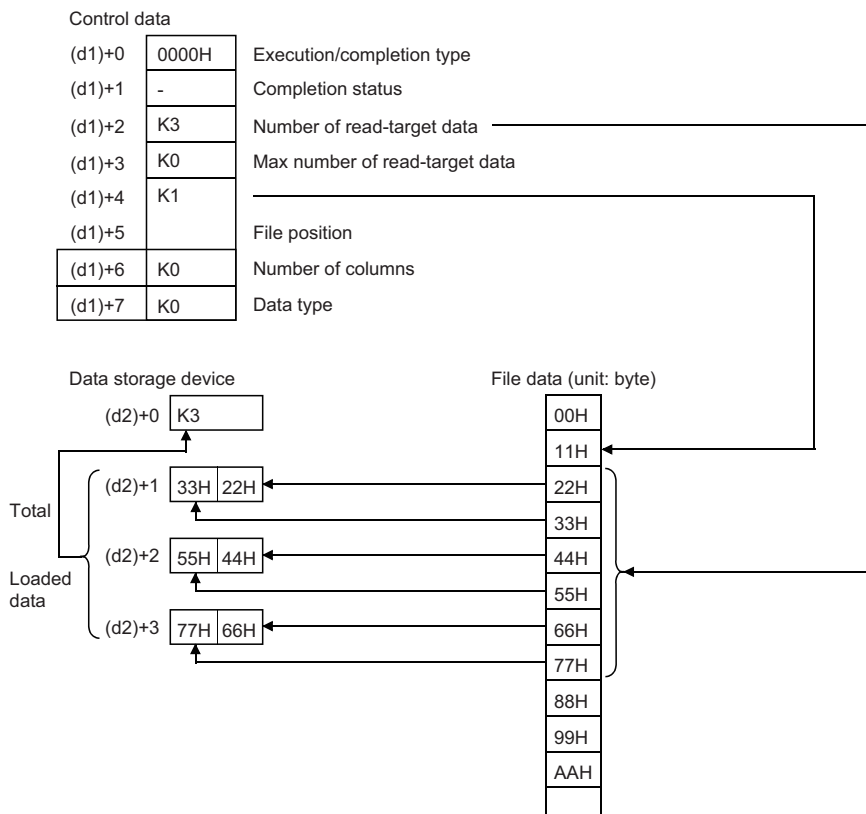 Control data
(d1)+0 0000H Execution/completion type
(d1)+1 - Completion status
(d1)+2 K3 Number of read-target data
(d1)+3 K0 Max number of read-target data
(d1)+4 K1
(d1)+5 File position
(d1)+6 K0 Number of columns
(d1)+7 K0 Data type
Data storage device
File data (unit: byte)
(d2)+0 K3
00H
11H
(d2)+1 33H 22H
22H
Total
33H
(d2)+2 55H 44H
44H
Loaded
data
55H
(d2)+3 77H 66H
66H
77H
88H
99H
AAH